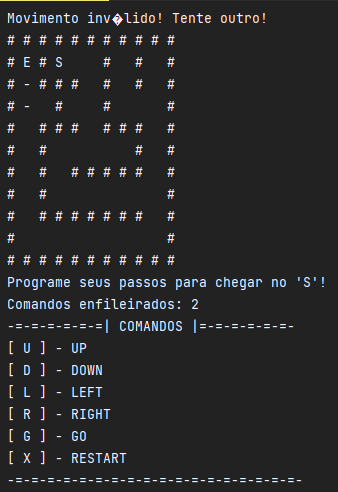 Movimento inv�lido! Tente outro!
# # # # # # # # # # #
# E # S     #   #   #
# - # # #   #   #   #
# -   #     #       #
#   # # #   # # #   #
#   #           #   #
#   #   # # # # #   #
#   #               #
#   # # # # # # #   #
#                   #
# # # # # # # # # # #
Programe seus passos para chegar no 'S'!
Comandos enfileirados: 2
-=-=-=-=-=-=| COMANDOS |=-=-=-=-=-=-
[ U ] - UP
[ D ] - DOWN
[ L ] - LEFT
[ R ] - RIGHT
[ G ] - GO
[ X ] - RESTART
-=-=-=-=-=-=-=-=-=-=-=-=-=-=-=-=-=-=-